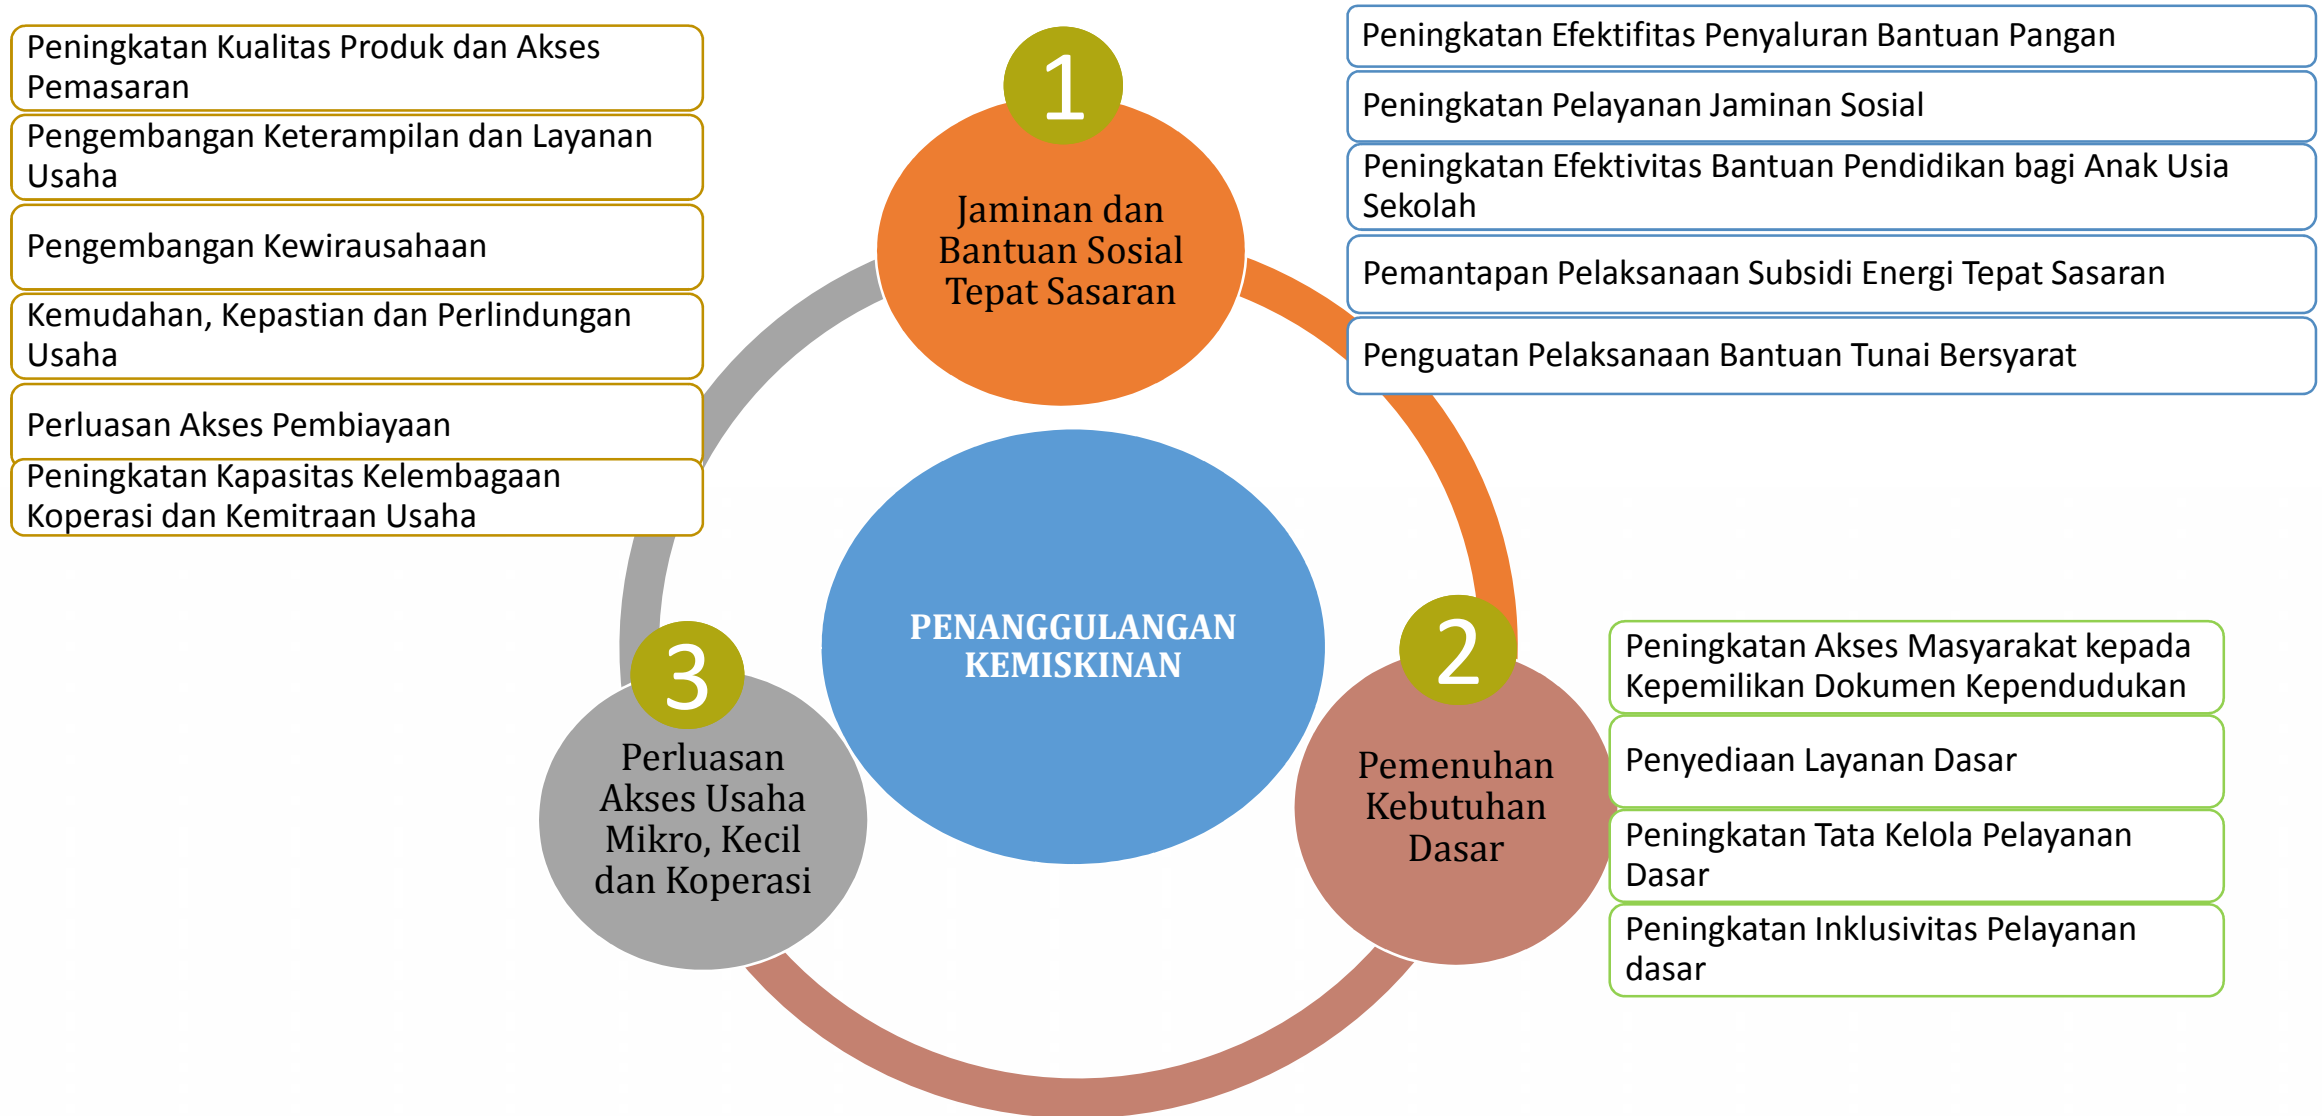 Peningkatan Kualitas Produk dan Akses
Pemasaran
Pengembangan Keterampilan dan Layanan
Usaha
Pengembangan Kewirausahaan
Kemudahan, Kepastian dan Perlindungan
Usaha
Perluasan Akses Pembiayaan
Peningkatan Kapasitas Kelembagaan
Koperasi dan Kemitraan Usaha
1
Jaminan dan
Bantuan Sosial
Tepat Sasaran
Peningkatan Efektifitas Penyaluran Bantuan Pangan
Peningkatan Pelayanan Jaminan Sosial
Peningkatan Efektivitas Bantuan Pendidikan bagi Anak Usia
Sekolah
Pemantapan Pelaksanaan Subsidi Energi Tepat Sasaran
Penguatan Pelaksanaan Bantuan Tunai Bersyarat
PENANGGULANGAN
KEMISKINAN
3
Perluasan
Akses Usaha
Mikro, Kecil
dan Koperasi
2
Pemenuhan
Kebutuhan
Dasar
Peningkatan Akses Masyarakat kepada
Kepemilikan Dokumen Kependudukan
Penyediaan Layanan Dasar
Peningkatan Tata Kelola Pelayanan
Dasar
Peningkatan Inklusivitas Pelayanan
dasar